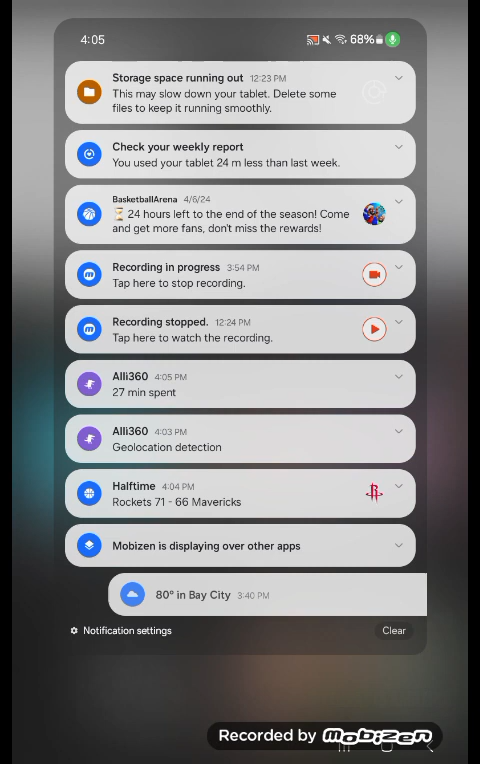 4:05
68%
Storage space running out 12:23 PM
This may slow down your tablet. Delete some
files to keep it running smoothly.
Check your weekly report
You used your tablet 24 m less than last week.
BasketballArena 4/6/24
⏳ 24 hours left to the end of the season! Come
and get more fans, don't miss the rewards!
Recording in progress 3:54 PM
Tap here to stop recording.
Recording stopped. 12:24 PM
Tap here to watch the recording.
Alli360 4:05 PM
27 min spent
Alli360 4:03 PM
Geolocation detection
Halftime 4:04 PM
Rockets 71 - 66 Mavericks
Mobizen is displaying over other apps
80° in Bay City 3:40 PM
Notification settings
Clear
Recorded by mobizen